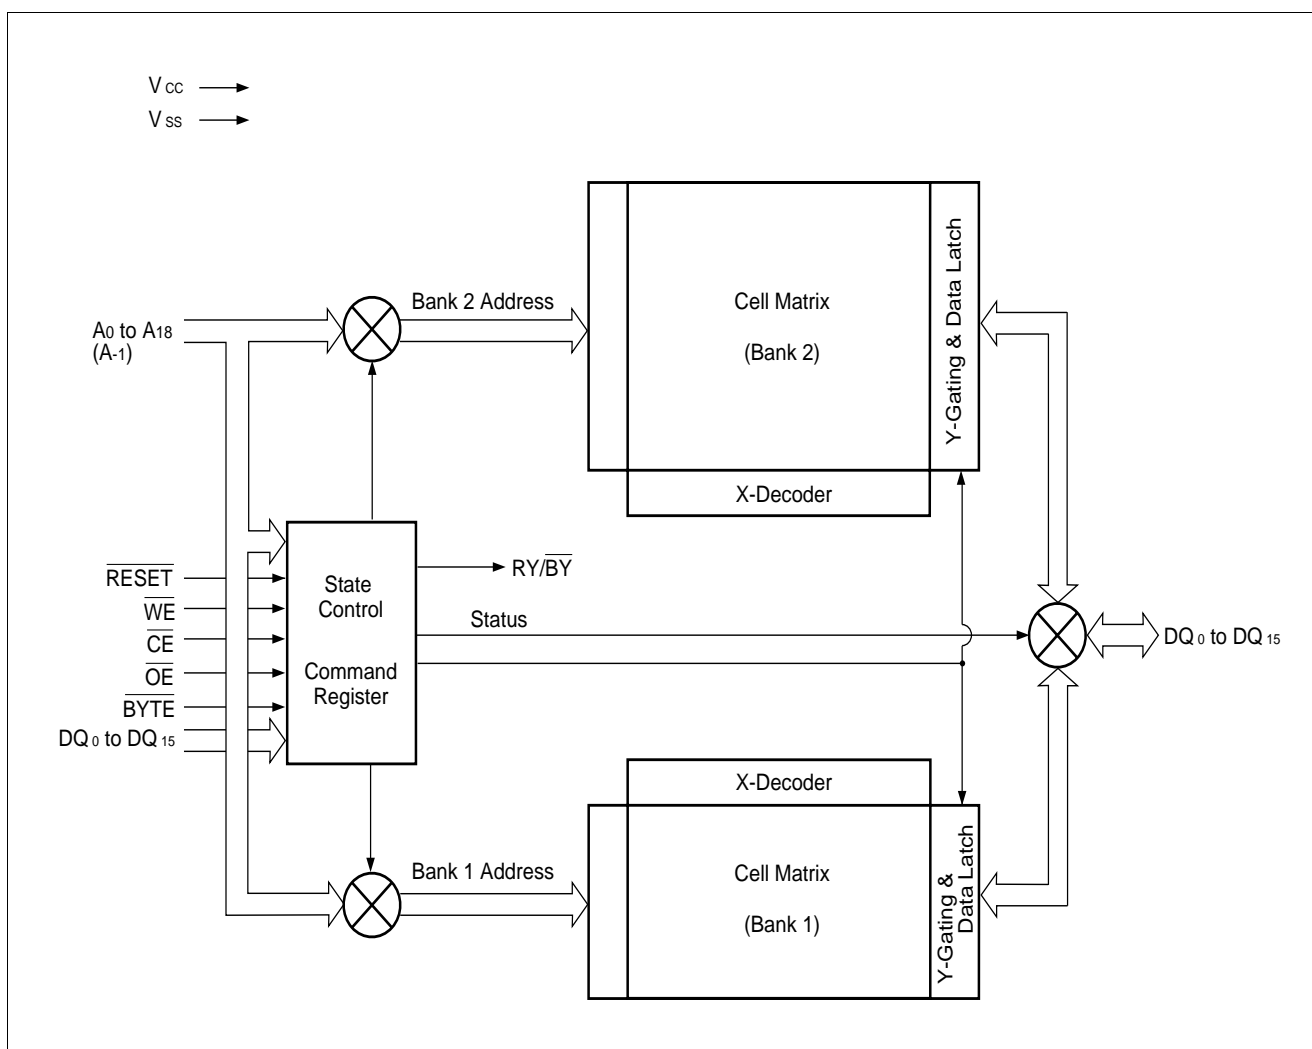 VCC
VSS
Bank 2 Address
Cell Matrix
(Bank 2)
Y-Gating & Data Latch
A0 to A18
(A-1)
X-Decoder
RESET
WE
CE
OE
BYTE
DQ0 to DQ15
State
Control
Command
Register
RY/BY
Status
DQ0 to DQ15
X-Decoder
Bank 1 Address
Cell Matrix
(Bank 1)
Y-Gating &
Data Latch